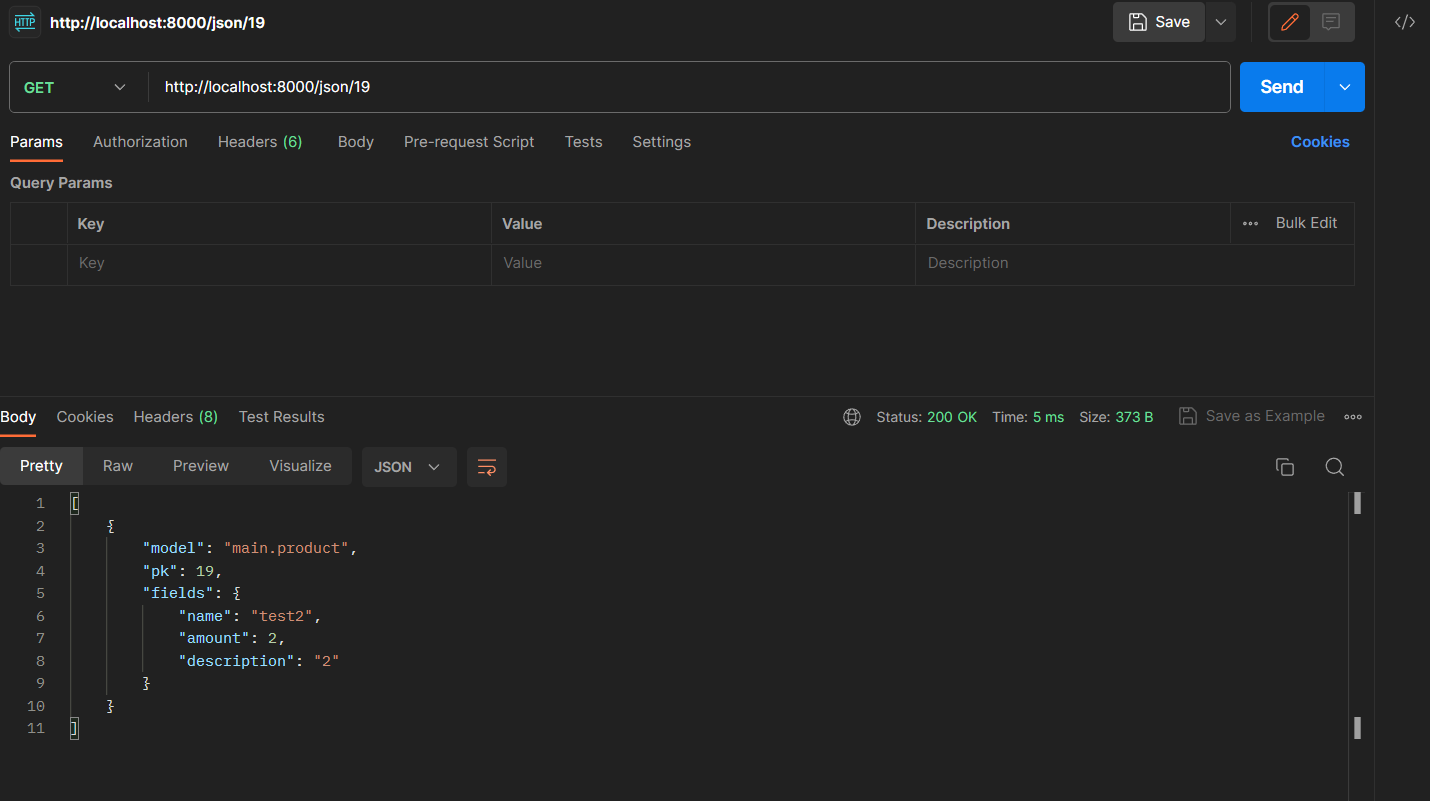 HTTP http://localhost:8000/json/19 Save </>
GET http://localhost:8000/json/19 Send
Params Authorization Headers (6) Body Pre-request Script Tests Settings Cookies
Query Params
Key Value Description Bulk Edit
Key Value Description
Body Cookies Headers (8) Test Results Status: 200 OK Time: 5 ms Size: 373 B Save as Example
Pretty Raw Preview Visualize JSON
1 [
2 {
3 "model": "main.product",
4 "pk": 19,
5 "fields": {
6 "name": "test2",
7 "amount": 2,
8 "description": "2"
9 }
10 }
11 ]